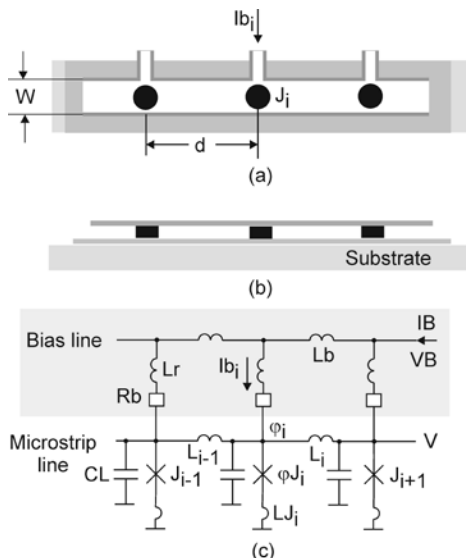 Ib_i
W
J_i
d
(a)
Substrate
(b)
Bias line
IB
Lb
VB
Lr
Ib_i
Rb
φ_i
Microstrip
line
L_{i-1}
L_i
V
CL
J_{i-1}
φJ_i
J_{i+1}
LJ_i
(c)